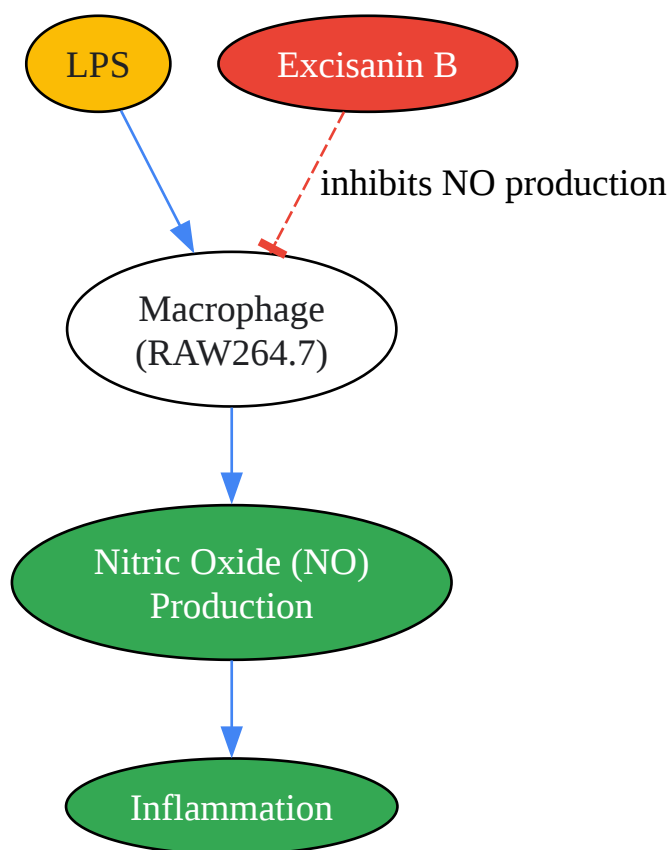 LPS
Excisanin B
inhibits NO production
Macrophage
(RAW264.7)
Nitric Oxide (NO)
Production
Inflammation